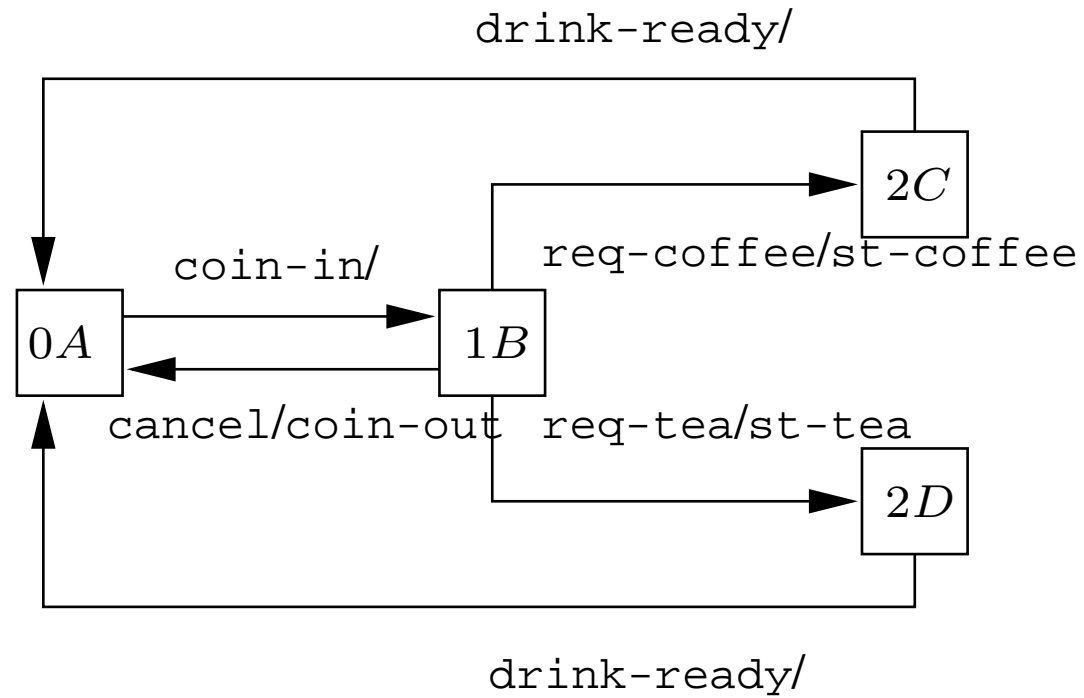 drink-ready/
2C
req-coffee/st-coffee
coin-in/
0A
1B
cancel/coin-out
req-tea/st-tea
2D
drink-ready/